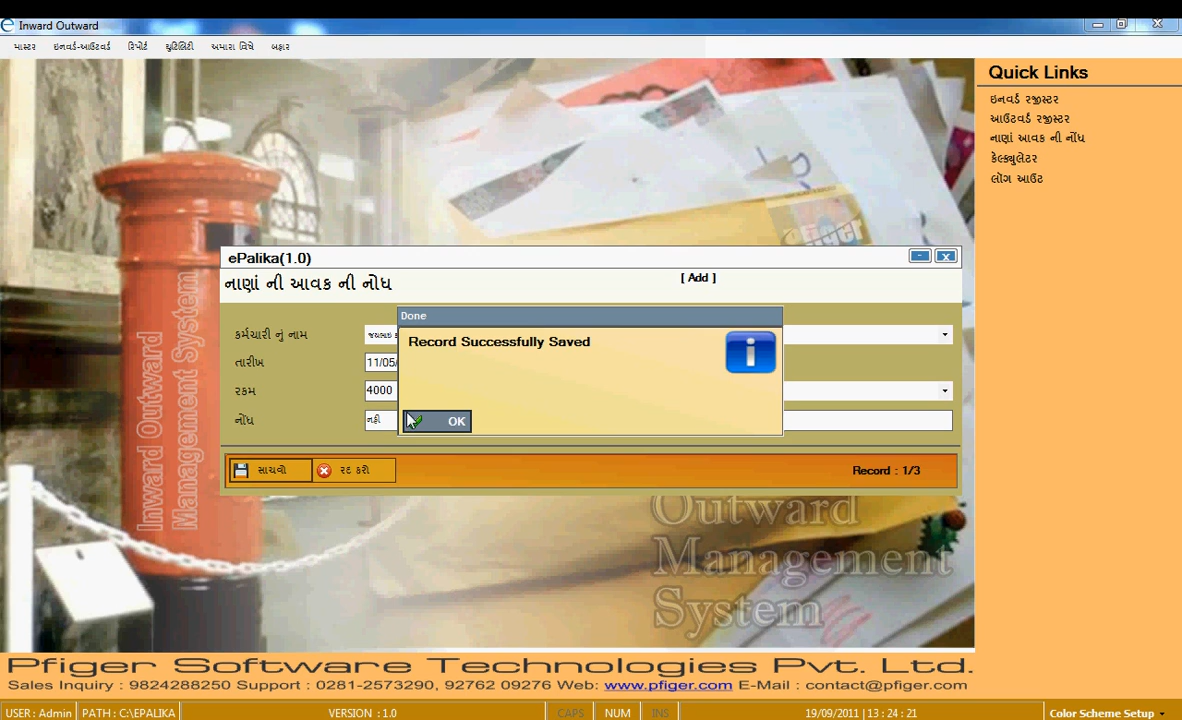 Inward Outward
માસ્ટર ઇનવર્ડ-આઉટવર્ડ રિપોર્ટ યુટિલિટી અમારા વિષે બહાર
Quick Links
ઇનવર્ડ રજીસ્ટર
આઉટવર્ડ રજીસ્ટર
નાણાં આવક ની નોંધ
કેલ્ક્યુલેટર
લૉગ આઉટ
ePalika(1.0)
નાણાં ની આવક ની નોધ
[ Add ]
કર્મચારી નું નામ
તારીખ
11/05/
રકમ
4000
નોંધ
નહી
Done
Record Successfully Saved
OK
સાચવો
રદ કરો
Record : 1/3
Inward Outward
Management System
Outward
Management
System
Pfiger Software Technologies Pvt. Ltd.
Sales Inquiry : 9824288250 Support : 0281-2573290, 92762 09276 Web: www.pfiger.com E-Mail : contact@pfiger.com
USER : Admin PATH : C:\EPALIKA VERSION : 1.0 CAPS NUM INS 19/09/2011 | 13 : 24 : 21 Color Scheme Setup